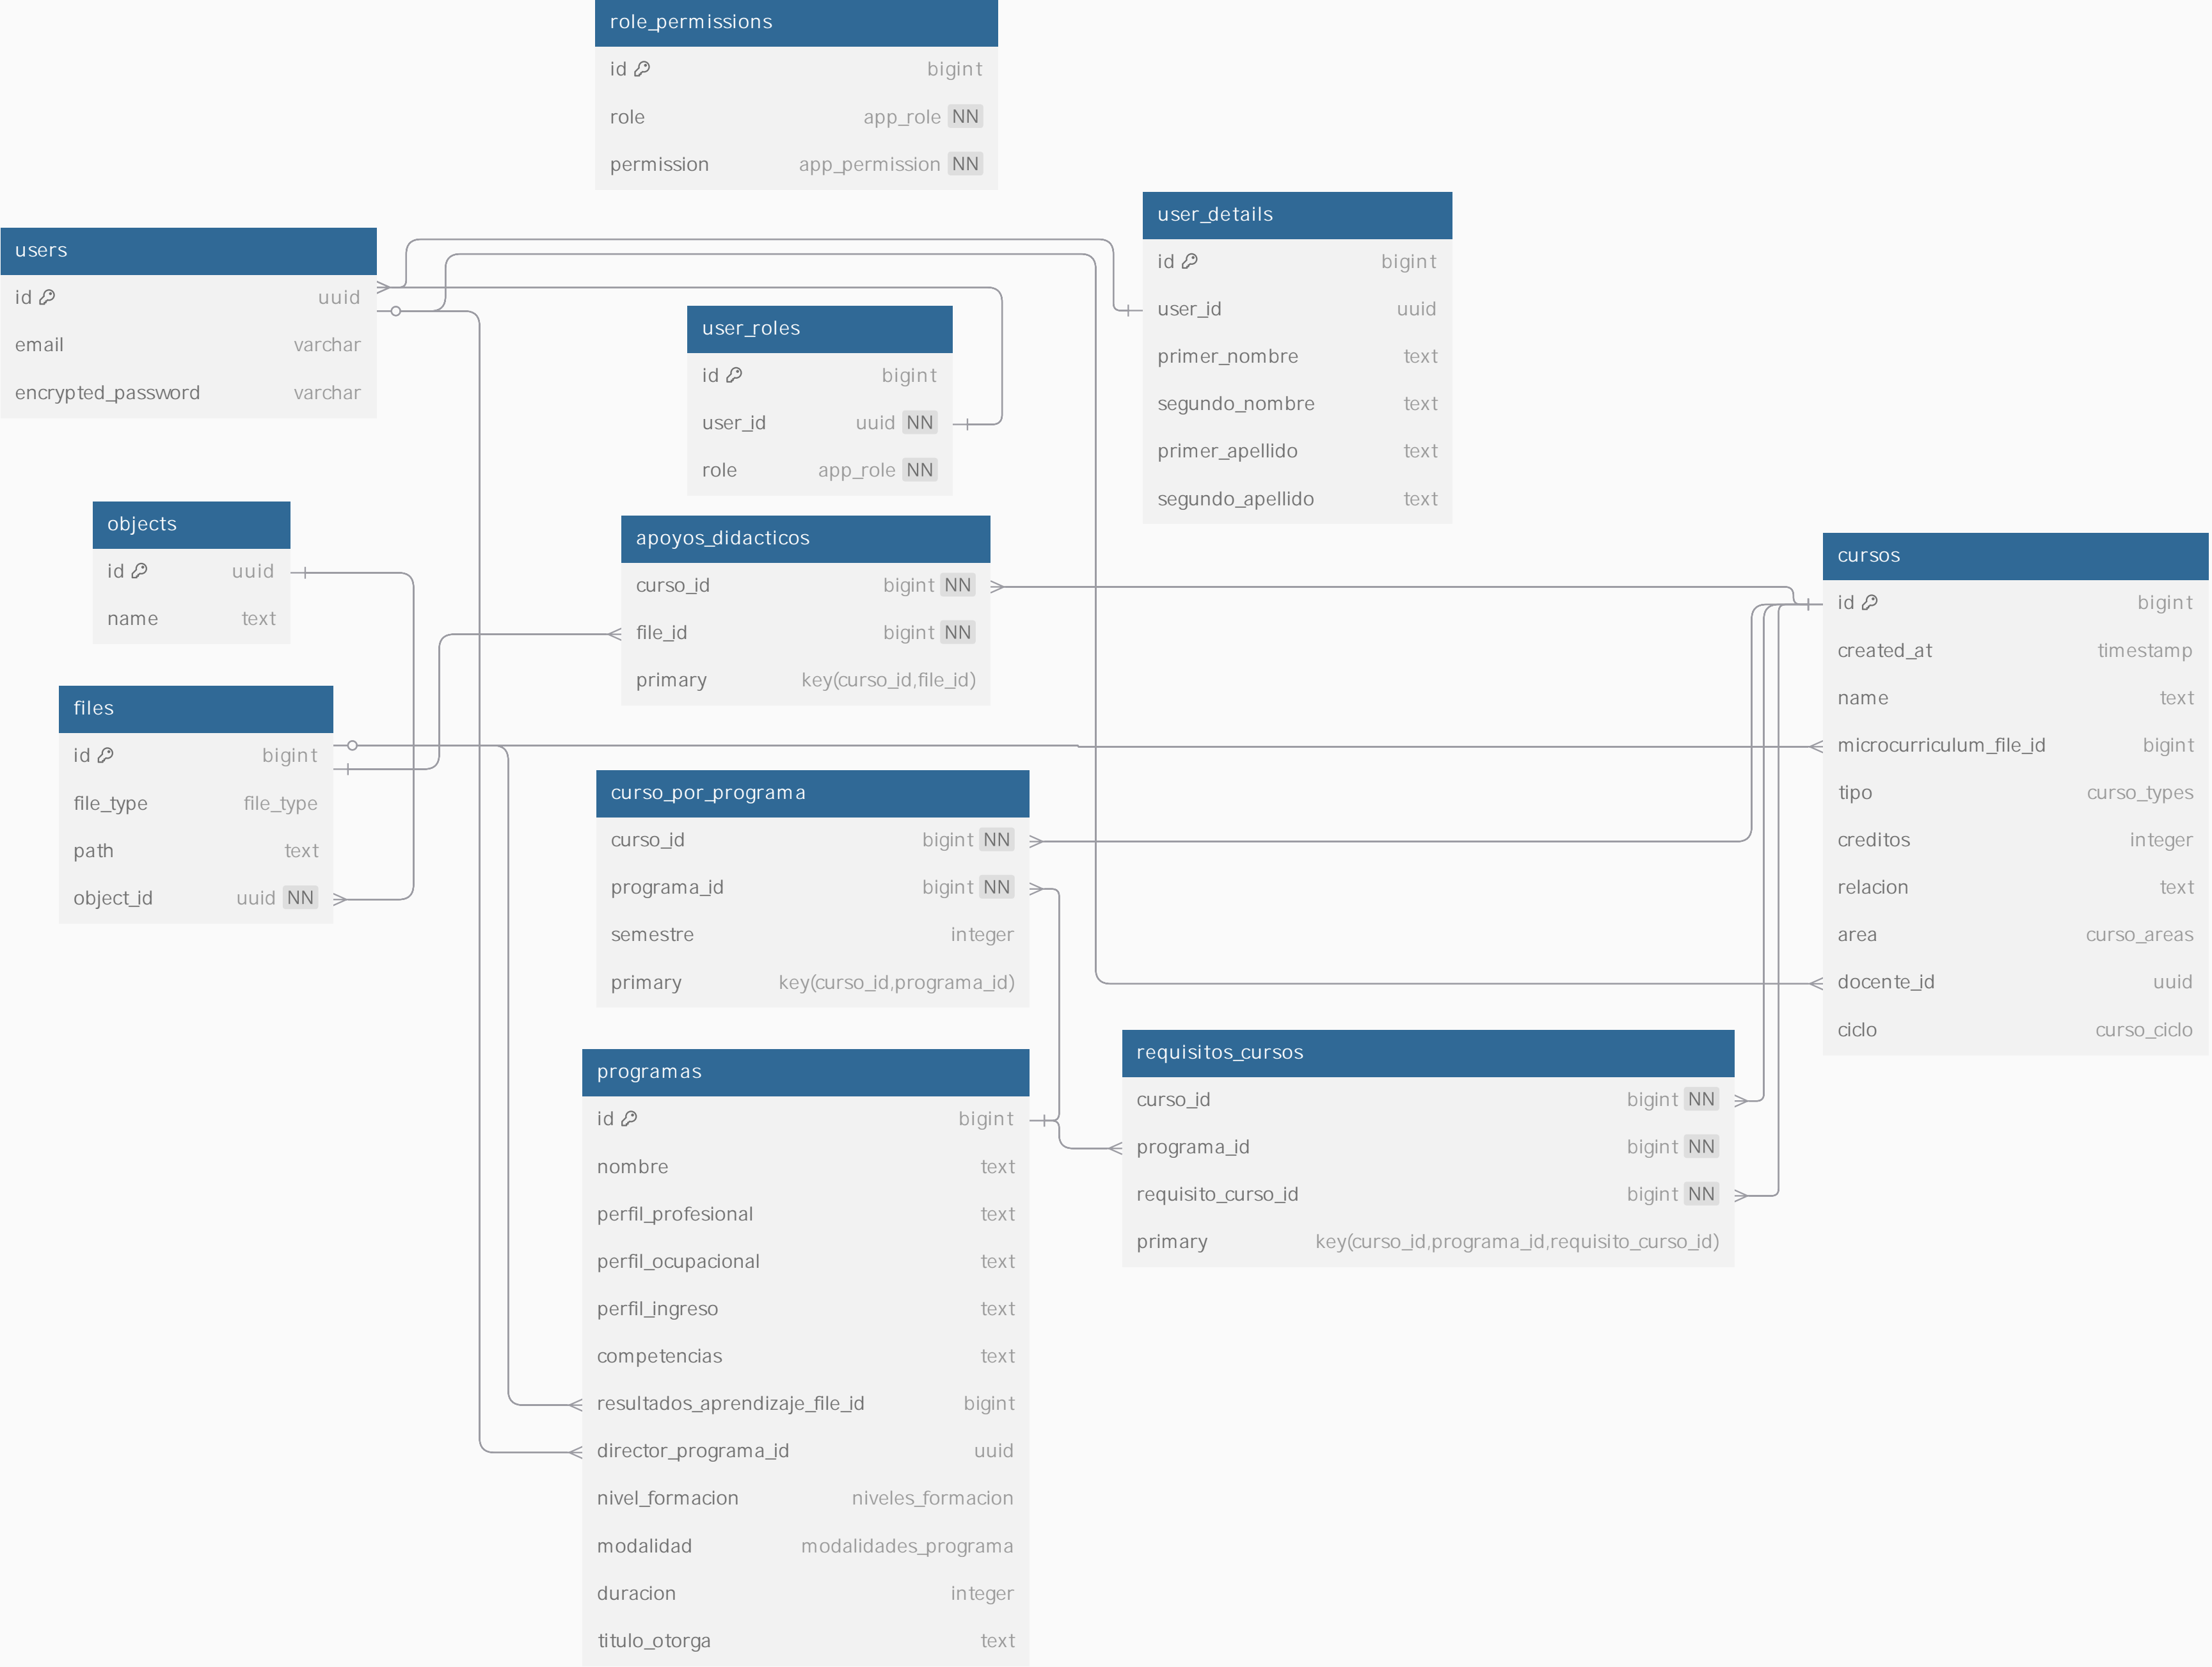 role_permissions
id bigint
role app_role NN
permission app_permission NN
users
id uuid
email varchar
encrypted_password varchar
user_details
id bigint
user_id uuid
primer_nombre text
segundo_nombre text
primer_apellido text
segundo_apellido text
user_roles
id bigint
user_id uuid NN
role app_role NN
objects
id uuid
name text
apoyos_didacticos
curso_id bigint NN
file_id bigint NN
primary key(curso_id,file_id)
cursos
id bigint
created_at timestamp
name text
microcurriculum_file_id bigint
tipo curso_types
creditos integer
relacion text
area curso_areas
docente_id uuid
ciclo curso_ciclo
files
id bigint
file_type file_type
path text
object_id uuid NN
curso_por_programa
curso_id bigint NN
programa_id bigint NN
semestre integer
primary key(curso_id,programa_id)
requisitos_cursos
curso_id bigint NN
programa_id bigint NN
requisito_curso_id bigint NN
primary key(curso_id,programa_id,requisito_curso_id)
programas
id bigint
nombre text
perfil_profesional text
perfil_ocupacional text
perfil_ingreso text
competencias text
resultados_aprendizaje_file_id bigint
director_programa_id uuid
nivel_formacion niveles_formacion
modalidad modalidades_programa
duracion integer
titulo_otorga text